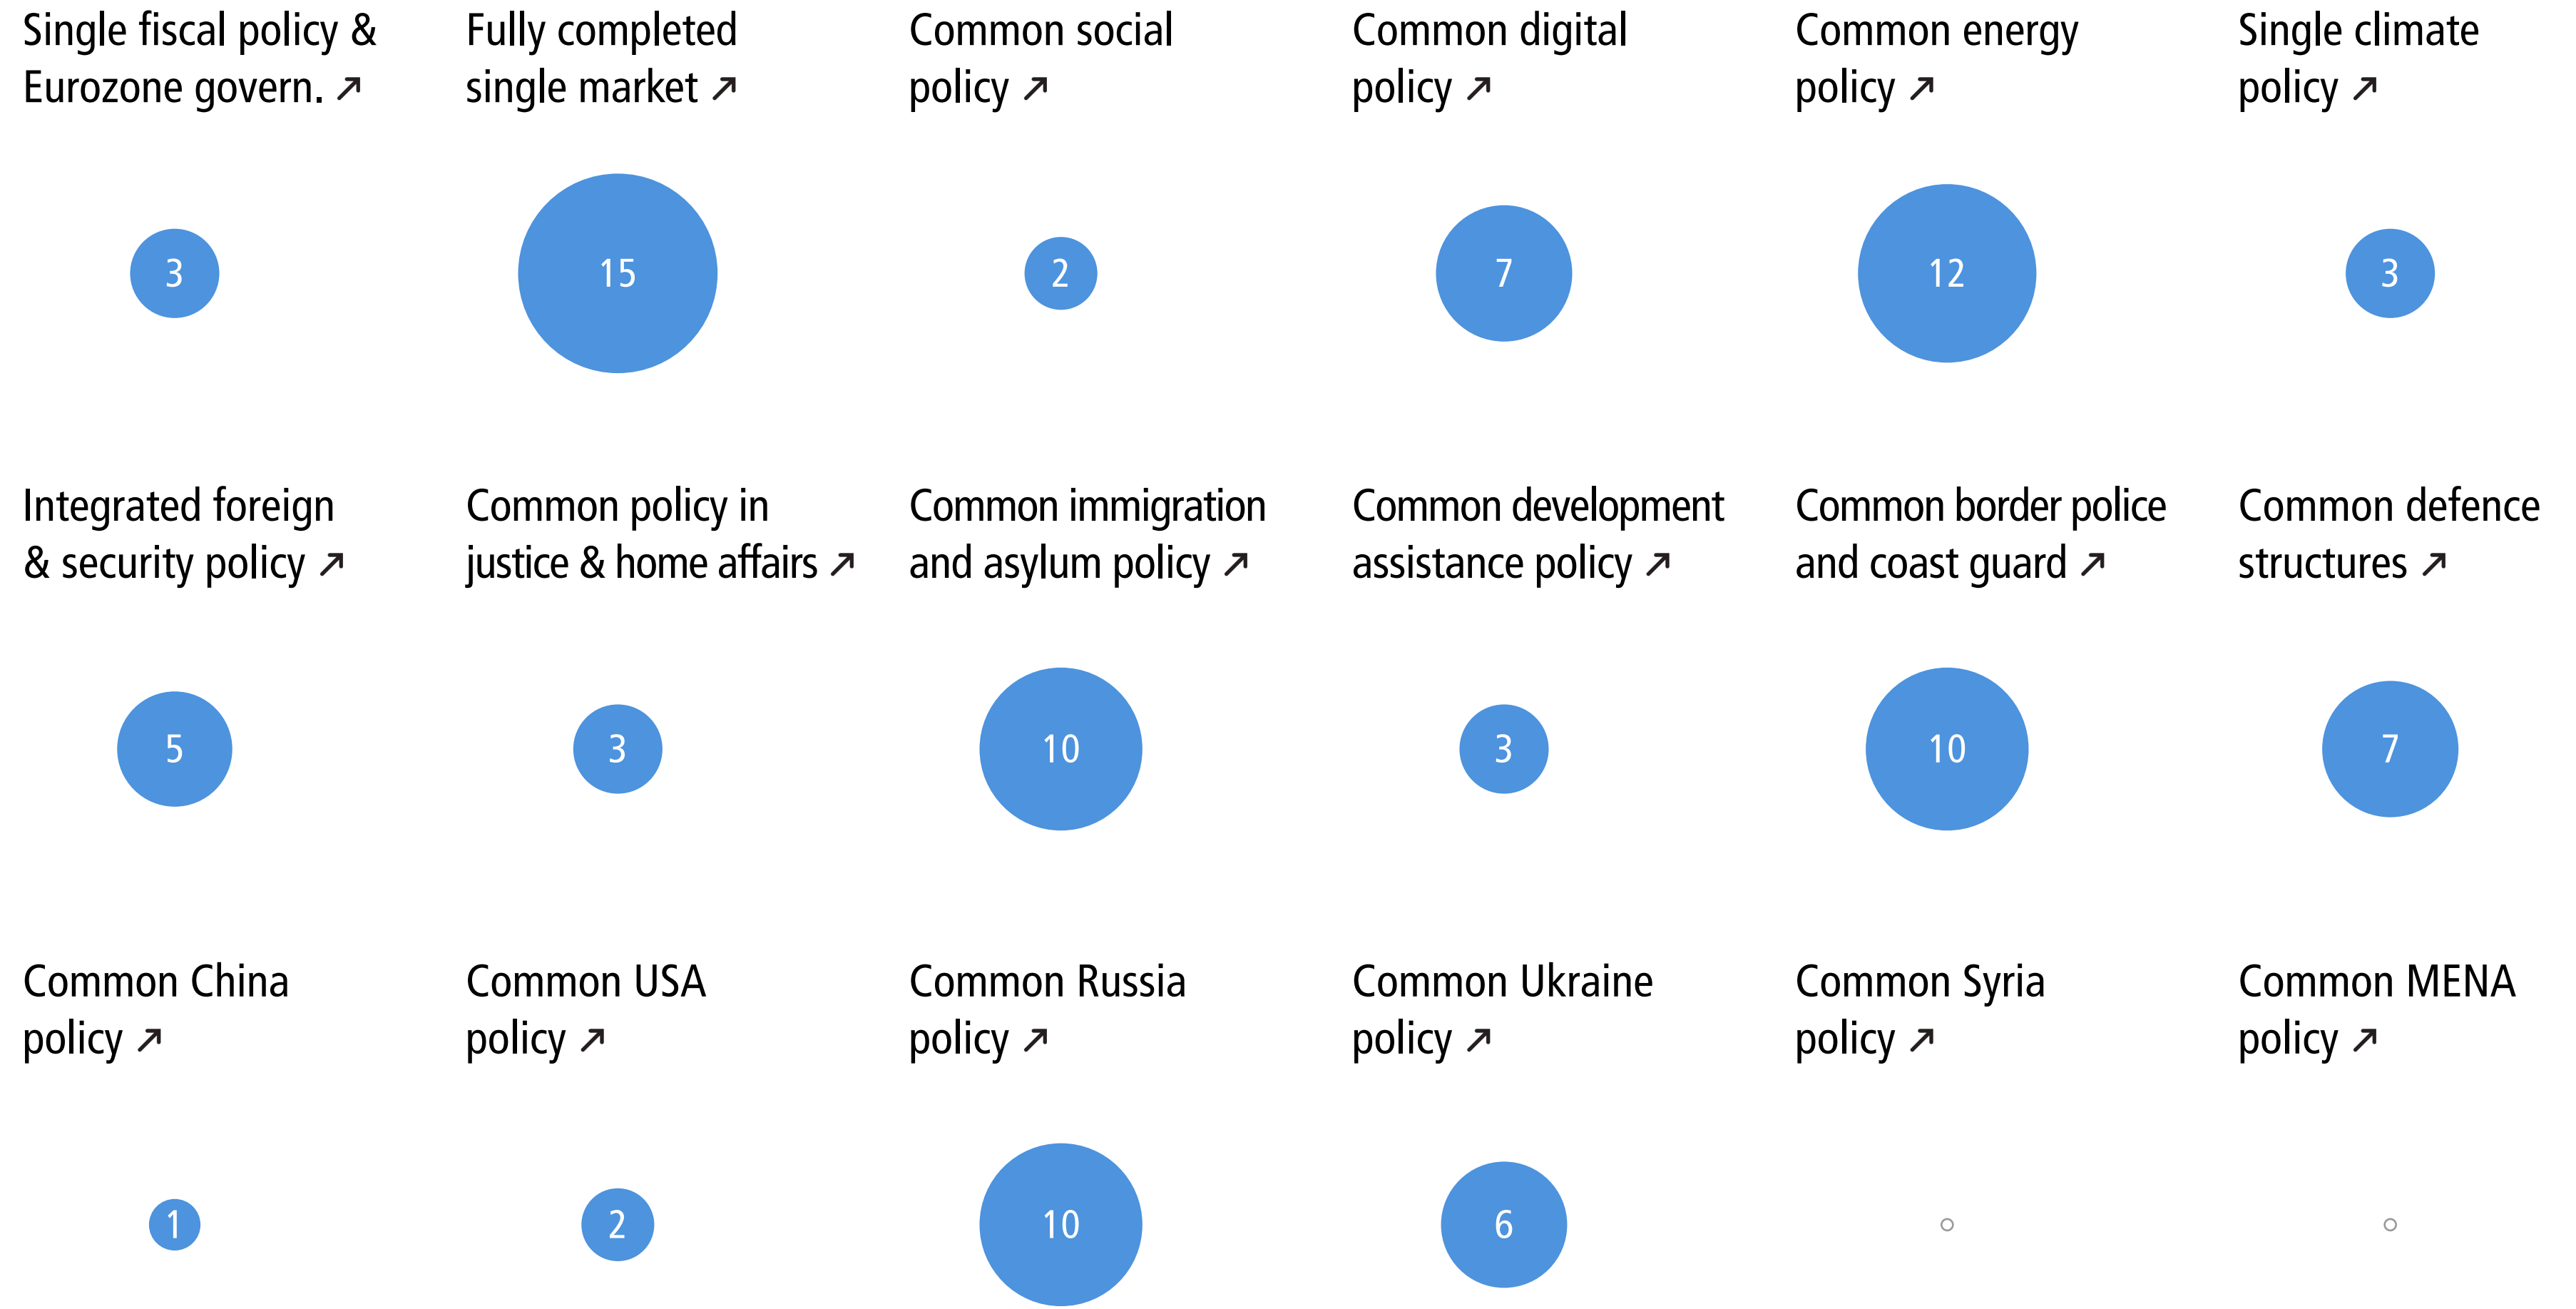 Single fiscal policy &
Eurozone govern. ↗
Fully completed
single market ↗
Common social
policy ↗
Common digital
policy ↗
Common energy
policy ↗
Single climate
policy ↗
3
15
2
7
12
3
Integrated foreign
& security policy ↗
Common policy in
justice & home affairs ↗
Common immigration
and asylum policy ↗
Common development
assistance policy ↗
Common border police
and coast guard ↗
Common defence
structures ↗
5
3
10
3
10
7
Common China
policy ↗
Common USA
policy ↗
Common Russia
policy ↗
Common Ukraine
policy ↗
Common Syria
policy ↗
Common MENA
policy ↗
1
2
10
6